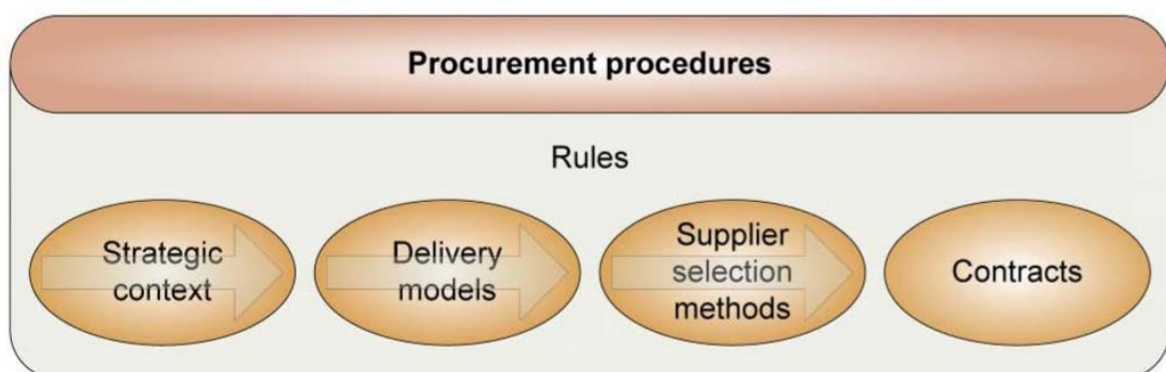 Procurement procedures
Rules
Strategic
context
Delivery
models
Supplier
selection
methods
Contracts